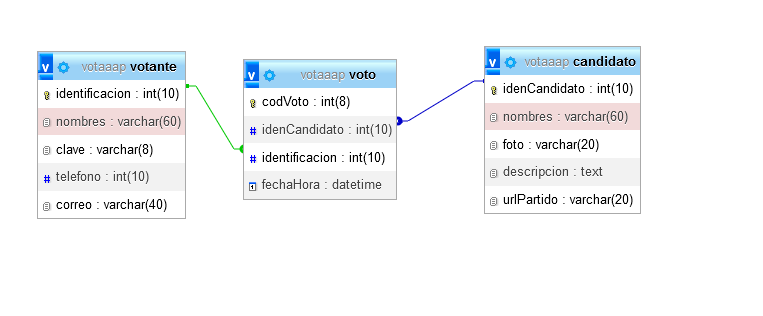 votaaap votante
identificacion : int(10)
nombres : varchar(60)
clave : varchar(8)
telefono : int(10)
correo : varchar(40)
votaaap voto
codVoto : int(8)
idenCandidato : int(10)
identificacion : int(10)
fechaHora : datetime
votaaap candidato
idenCandidato : int(10)
nombres : varchar(60)
foto : varchar(20)
descripcion : text
urlPartido : varchar(20)